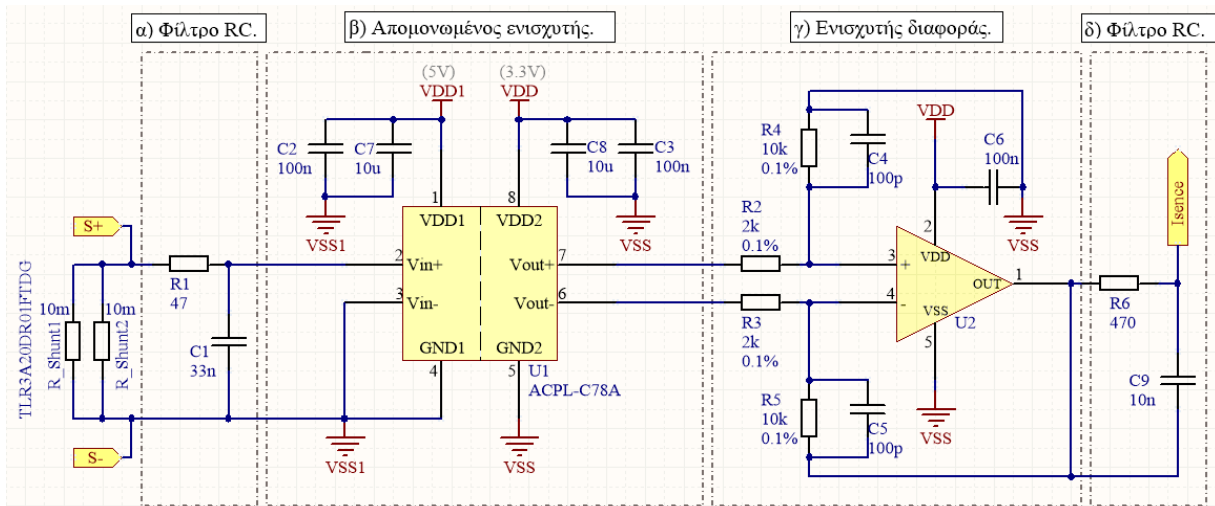 α) Φίλτρο RC.
β) Απομονωμένος ενισχυτής.
γ) Ενισχυτής διαφοράς.
δ) Φίλτρο RC.
S+
S-
TLR3A20DR01FTDG
10m
R_Shunt1
10m
R_Shunt2
R1
47
C1
33n
(5V)
VDD1
C2
100n
C7
10u
VSS1
(3.3V)
VDD
C8
10u
C3
100n
VSS
1
VDD1
8
VDD2
2
Vin+
3
Vin-
Vout+
7
Vout-
6
GND1
4
GND2
5
U1
ACPL-C78A
VSS1
VSS
R4
10k
0.1%
C4
100p
VDD
C6
100n
VSS
R2
2k
0.1%
R3
2k
0.1%
2
VDD
3
+
4
-
OUT
1
VSS
5
U2
VSS
R5
10k
0.1%
C5
100p
Isence
R6
470
C9
10n